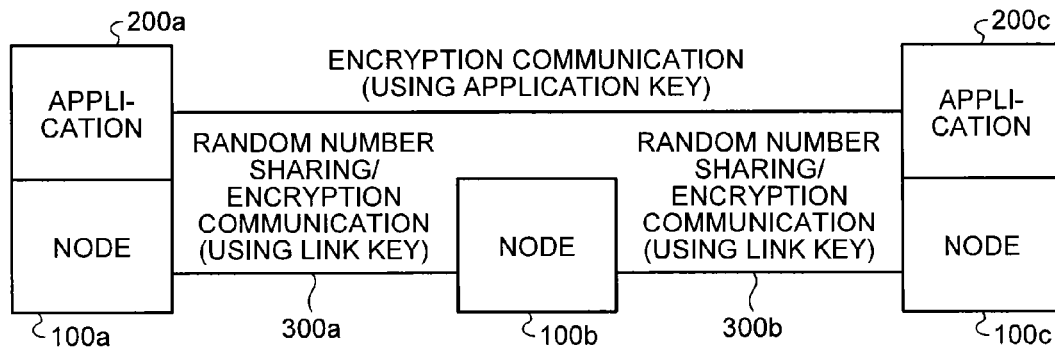 200a
200c
ENCRYPTION COMMUNICATION
(USING APPLICATION KEY)
APPLI-
CATION
APPLI-
CATION
RANDOM NUMBER
SHARING/
ENCRYPTION
COMMUNICATION
(USING LINK KEY)
RANDOM NUMBER
SHARING/
ENCRYPTION
COMMUNICATION
(USING LINK KEY)
NODE
NODE
NODE
100a
300a
100b
300b
100c